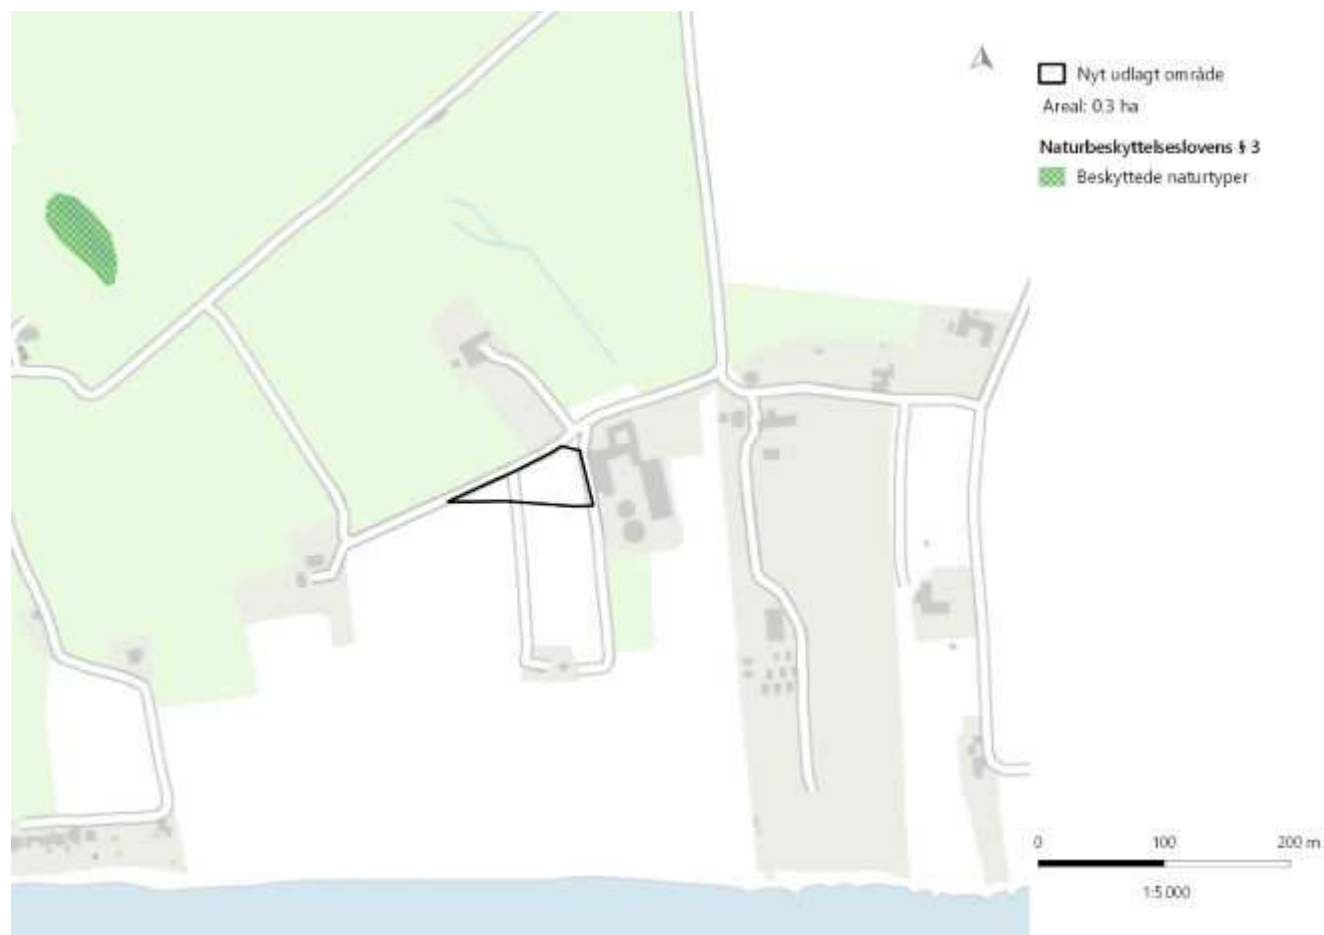 Nyt udlagt område
Areal: 0.3 ha
Naturbeskyttelseslovens § 3
Beskyttede naturtyper
0 100 200 m
1:5 000